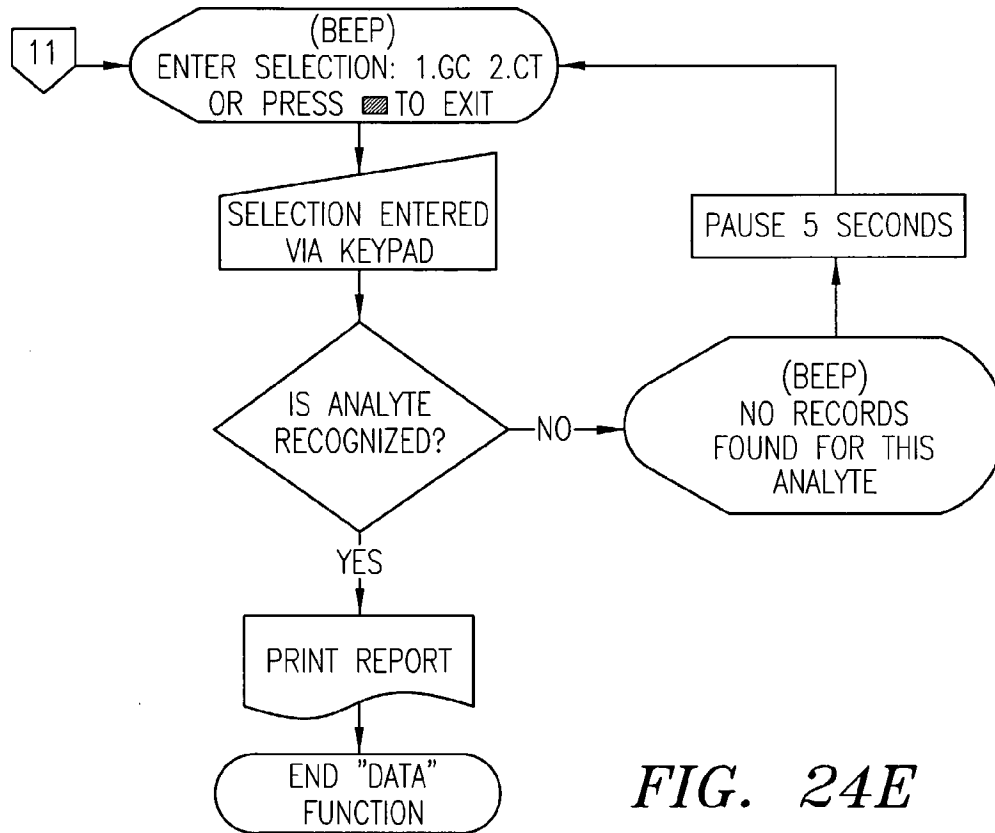 11
(BEEP)
ENTER SELECTION: 1.GC 2.CT
OR PRESS TO EXIT
SELECTION ENTERED
VIA KEYPAD
PAUSE 5 SECONDS
IS ANALYTE
RECOGNIZED?
NO
(BEEP)
NO RECORDS
FOUND FOR THIS
ANALYTE
YES
PRINT REPORT
END "DATA"
FUNCTION
FIG. 24E